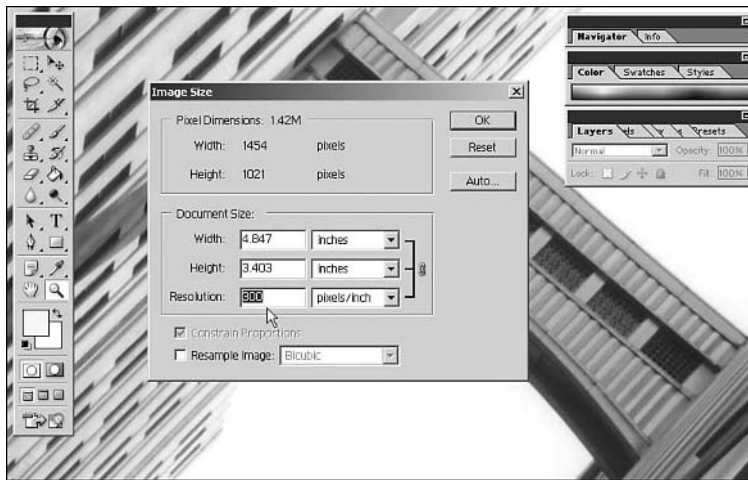 Navigator Info
Color Swatches Styles
Layers Presets
Normal Opacity: 100%
Lock: Fill: 100%
T
Image Size
Pixel Dimensions: 1.42M
Width: 1454 pixels
Height: 1021 pixels
OK
Reset
Auto...
Document Size:
Width: 4.847 inches
Height: 3.403 inches
Resolution: 300 pixels/inch
Constrain Proportions
Resample Image: Bicubic